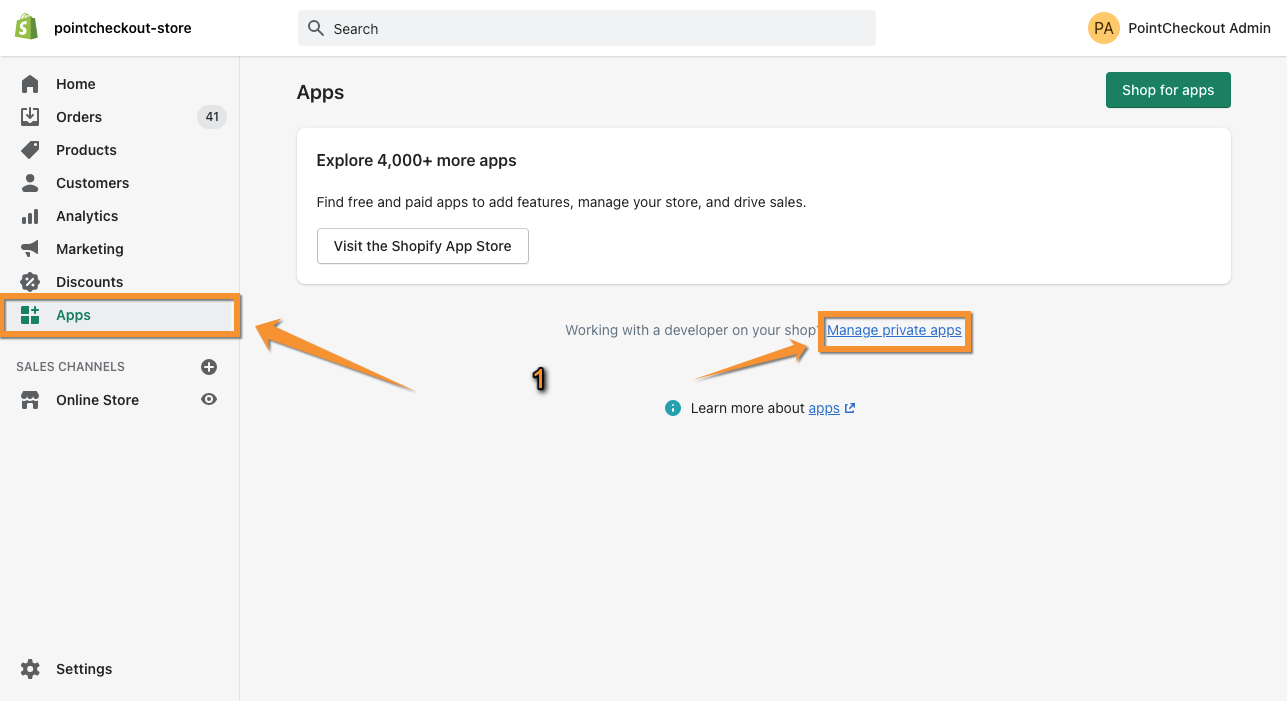 pointcheckout-store
Search
PA
PointCheckout Admin
Home
Orders
41
Products
Customers
Analytics
Marketing
Discounts
Apps
SALES CHANNELS
Online Store
Settings
Apps
Shop for apps
Explore 4,000+ more apps
Find free and paid apps to add features, manage your store, and drive sales.
Visit the Shopify App Store
Working with a developer on your shop? Manage private apps
1
Learn more about apps